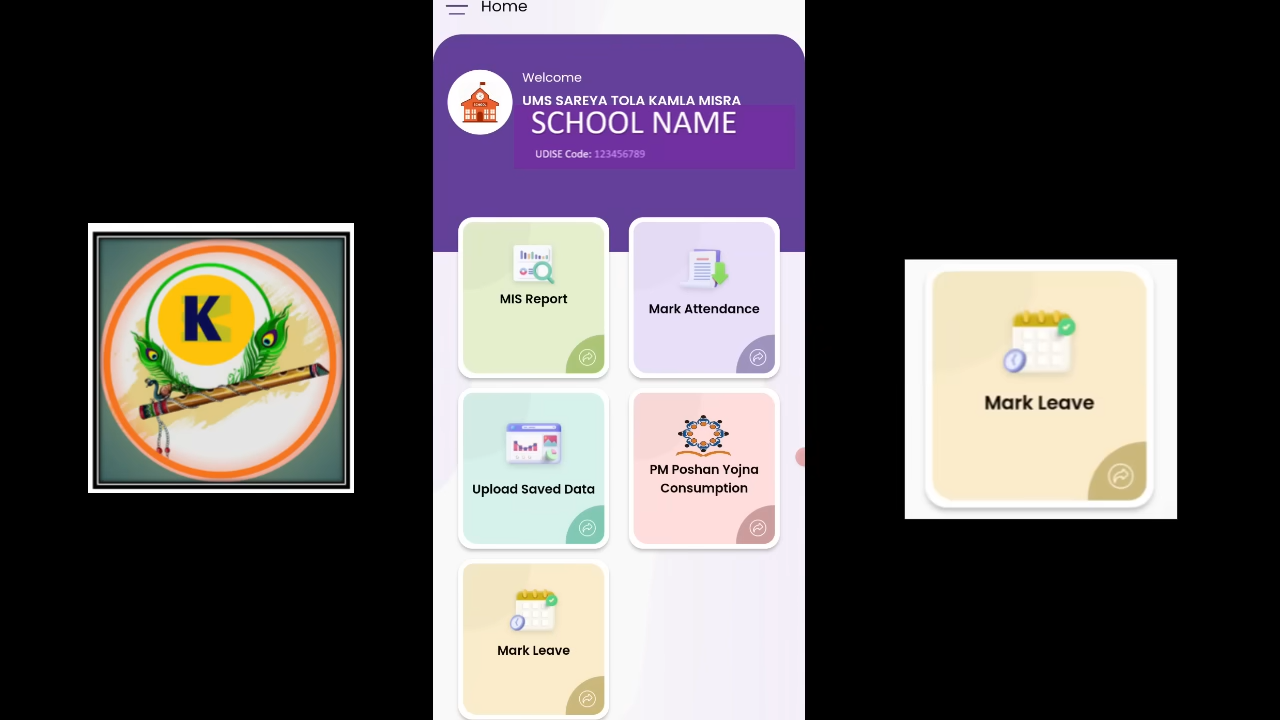 Home
Welcome
UMS SAREYA TOLA KAMLA MISRA
SCHOOL NAME
UDISE Code: 123456789
K
MIS Report
Mark Attendance
Upload Saved Data
PM Poshan Yojna
Consumption
Mark Leave
Mark Leave